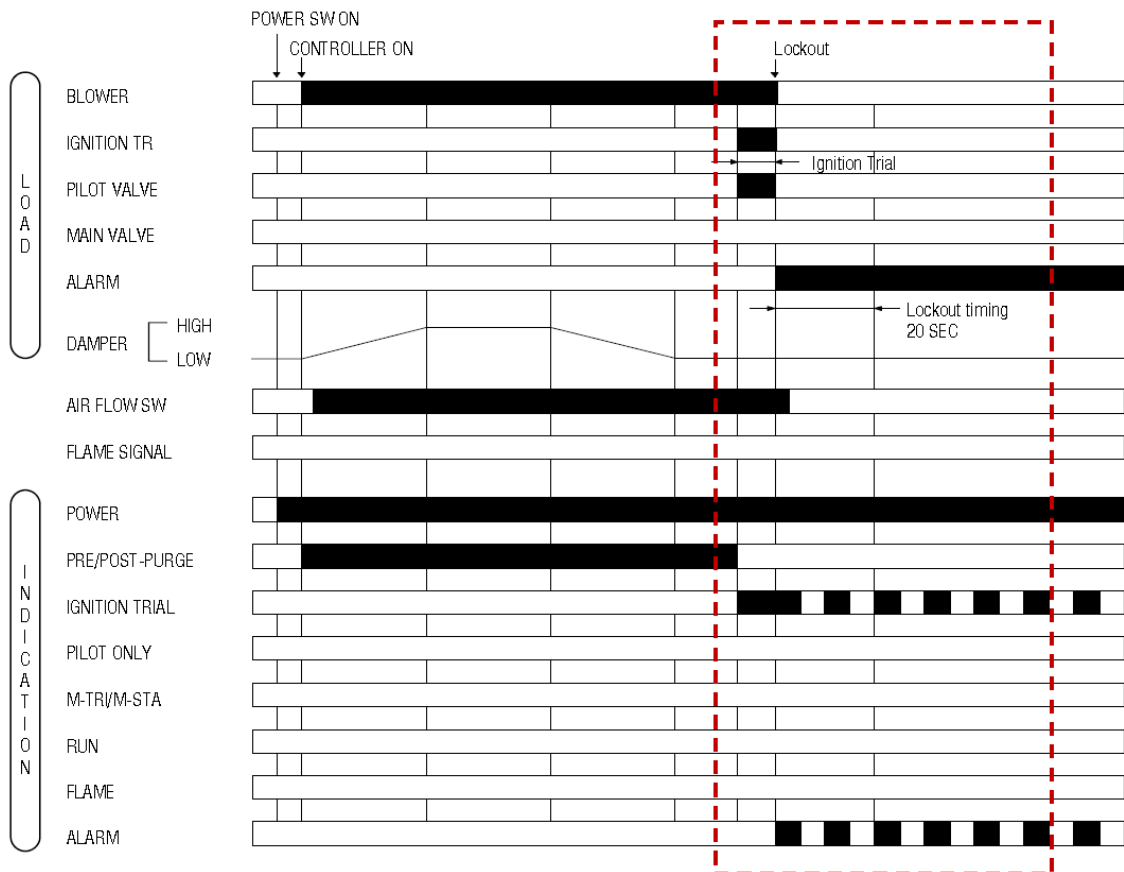 POWER SW ON
CONTROLLER ON
Lockout
LOAD
BLOWER
IGNITION TR
Ignition Trial
PILOT VALVE
MAIN VALVE
ALARM
Lockout timing
20 SEC
DAMPER
HIGH
LOW
AIR FLOW SW
FLAME SIGNAL
INDICATION
POWER
PRE/POST-PURGE
IGNITION TRIAL
PILOT ONLY
M-TRI/M-STA
RUN
FLAME
ALARM